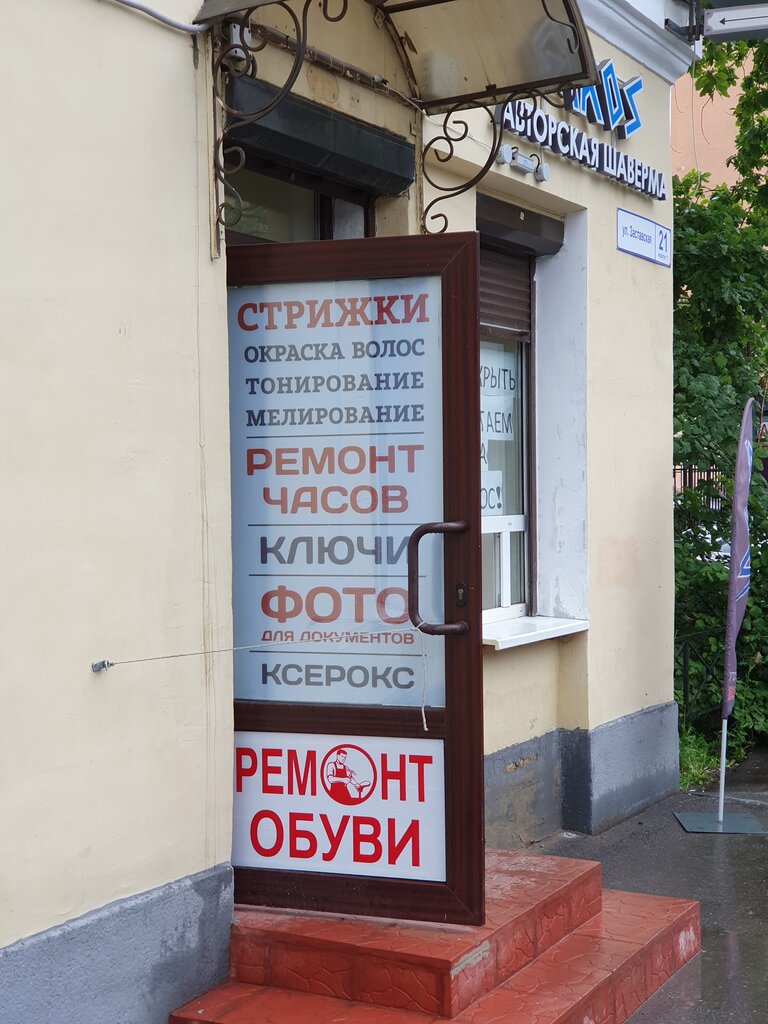 АВТОРСКАЯ ШАВЕРМА
ул. Заставская
21
СТРИЖКИ
ОКРАСКА ВОЛОС
ТОНИРОВАНИЕ
МЕЛИРОВАНИЕ
РЕМОНТ
ЧАСОВ
КЛЮЧИ
ФОТО
ДЛЯ ДОКУМЕНТОВ
КСЕРОКС
РЕМОНТ
ОБУВИ